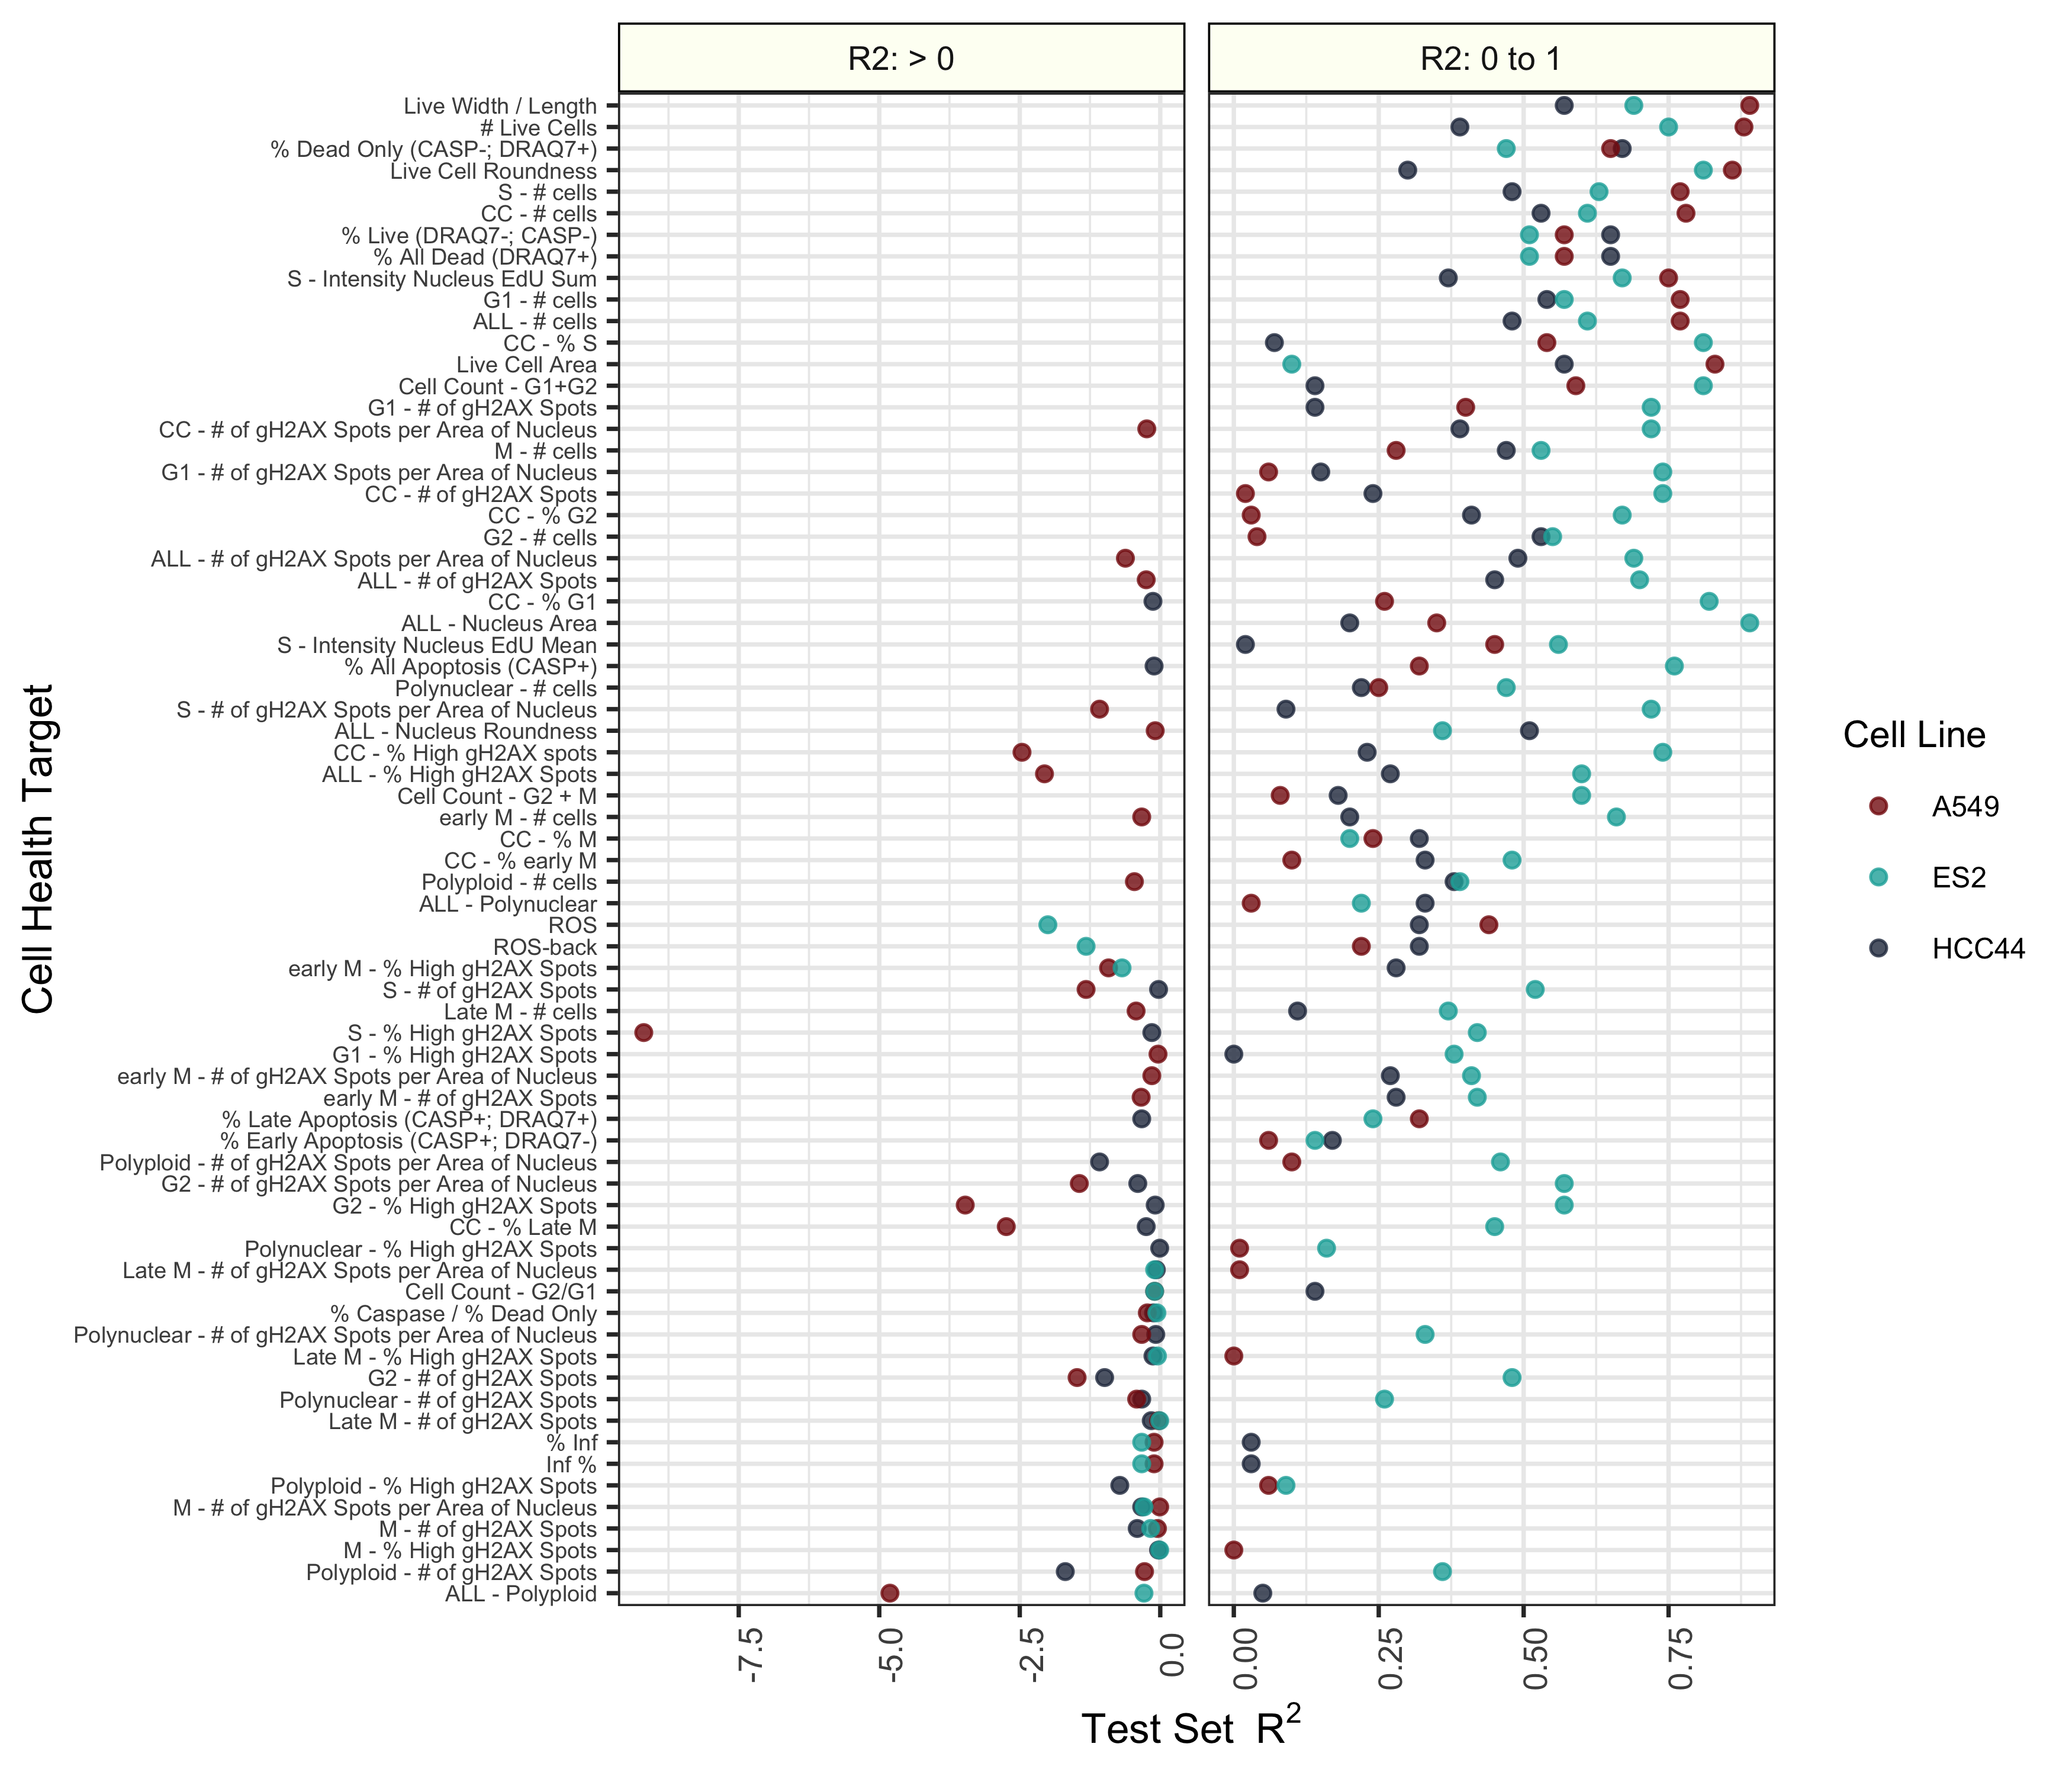 R2: > 0
R2: 0 to 1
Live Width / Length
# Live Cells
% Dead Only (CASP-; DRAQ7+)
Live Cell Roundness
S - # cells
CC - # cells
% Live (DRAQ7-; CASP-)
% All Dead (DRAQ7+)
S - Intensity Nucleus EdU Sum
G1 - # cells
ALL - # cells
CC - % S
Live Cell Area
Cell Count - G1+G2
G1 - # of gH2AX Spots
CC - # of gH2AX Spots per Area of Nucleus
M - # cells
G1 - # of gH2AX Spots per Area of Nucleus
CC - # of gH2AX Spots
CC - % G2
G2 - # cells
ALL - # of gH2AX Spots per Area of Nucleus
ALL - # of gH2AX Spots
CC - % G1
ALL - Nucleus Area
S - Intensity Nucleus EdU Mean
% All Apoptosis (CASP+)
Polynuclear - # cells
S - # of gH2AX Spots per Area of Nucleus
ALL - Nucleus Roundness
CC - % High gH2AX spots
ALL - % High gH2AX Spots
Cell Count - G2 + M
early M - # cells
CC - % M
CC - % early M
Polyploid - # cells
ALL - Polynuclear
ROS
ROS-back
early M - % High gH2AX Spots
S - # of gH2AX Spots
Late M - # cells
S - % High gH2AX Spots
G1 - % High gH2AX Spots
early M - # of gH2AX Spots per Area of Nucleus
early M - # of gH2AX Spots
% Late Apoptosis (CASP+; DRAQ7+)
% Early Apoptosis (CASP+; DRAQ7-)
Polyploid - # of gH2AX Spots per Area of Nucleus
G2 - # of gH2AX Spots per Area of Nucleus
G2 - % High gH2AX Spots
CC - % Late M
Polynuclear - % High gH2AX Spots
Late M - # of gH2AX Spots per Area of Nucleus
Cell Count - G2/G1
% Caspase / % Dead Only
Polynuclear - # of gH2AX Spots per Area of Nucleus
Late M - % High gH2AX Spots
G2 - # of gH2AX Spots
Polynuclear - # of gH2AX Spots
Late M - # of gH2AX Spots
% Inf
Inf %
Polyploid - % High gH2AX Spots
M - # of gH2AX Spots per Area of Nucleus
M - # of gH2AX Spots
M - % High gH2AX Spots
Polyploid - # of gH2AX Spots
ALL - Polyploid
Cell Health Target
-7.5
-5.0
-2.5
0.0
0.00
0.25
0.50
0.75
Test Set R²
Cell Line
A549
ES2
HCC44